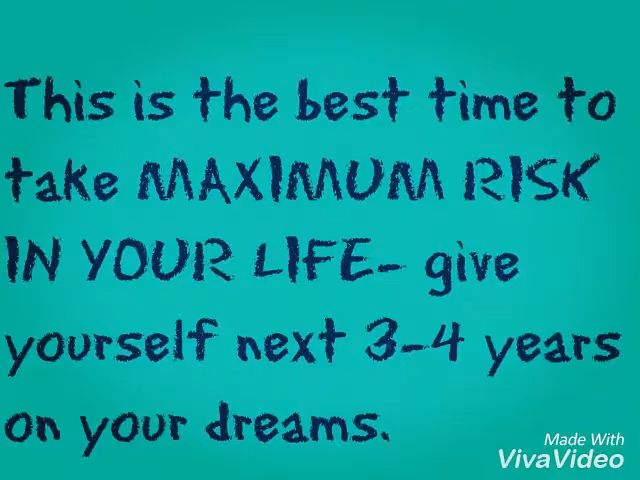 This is the best time to
take MAXIMUM RISK
IN YOUR LIFE- give
yourself next 3-4 years
on your dreams.
Made With
VivaVideo